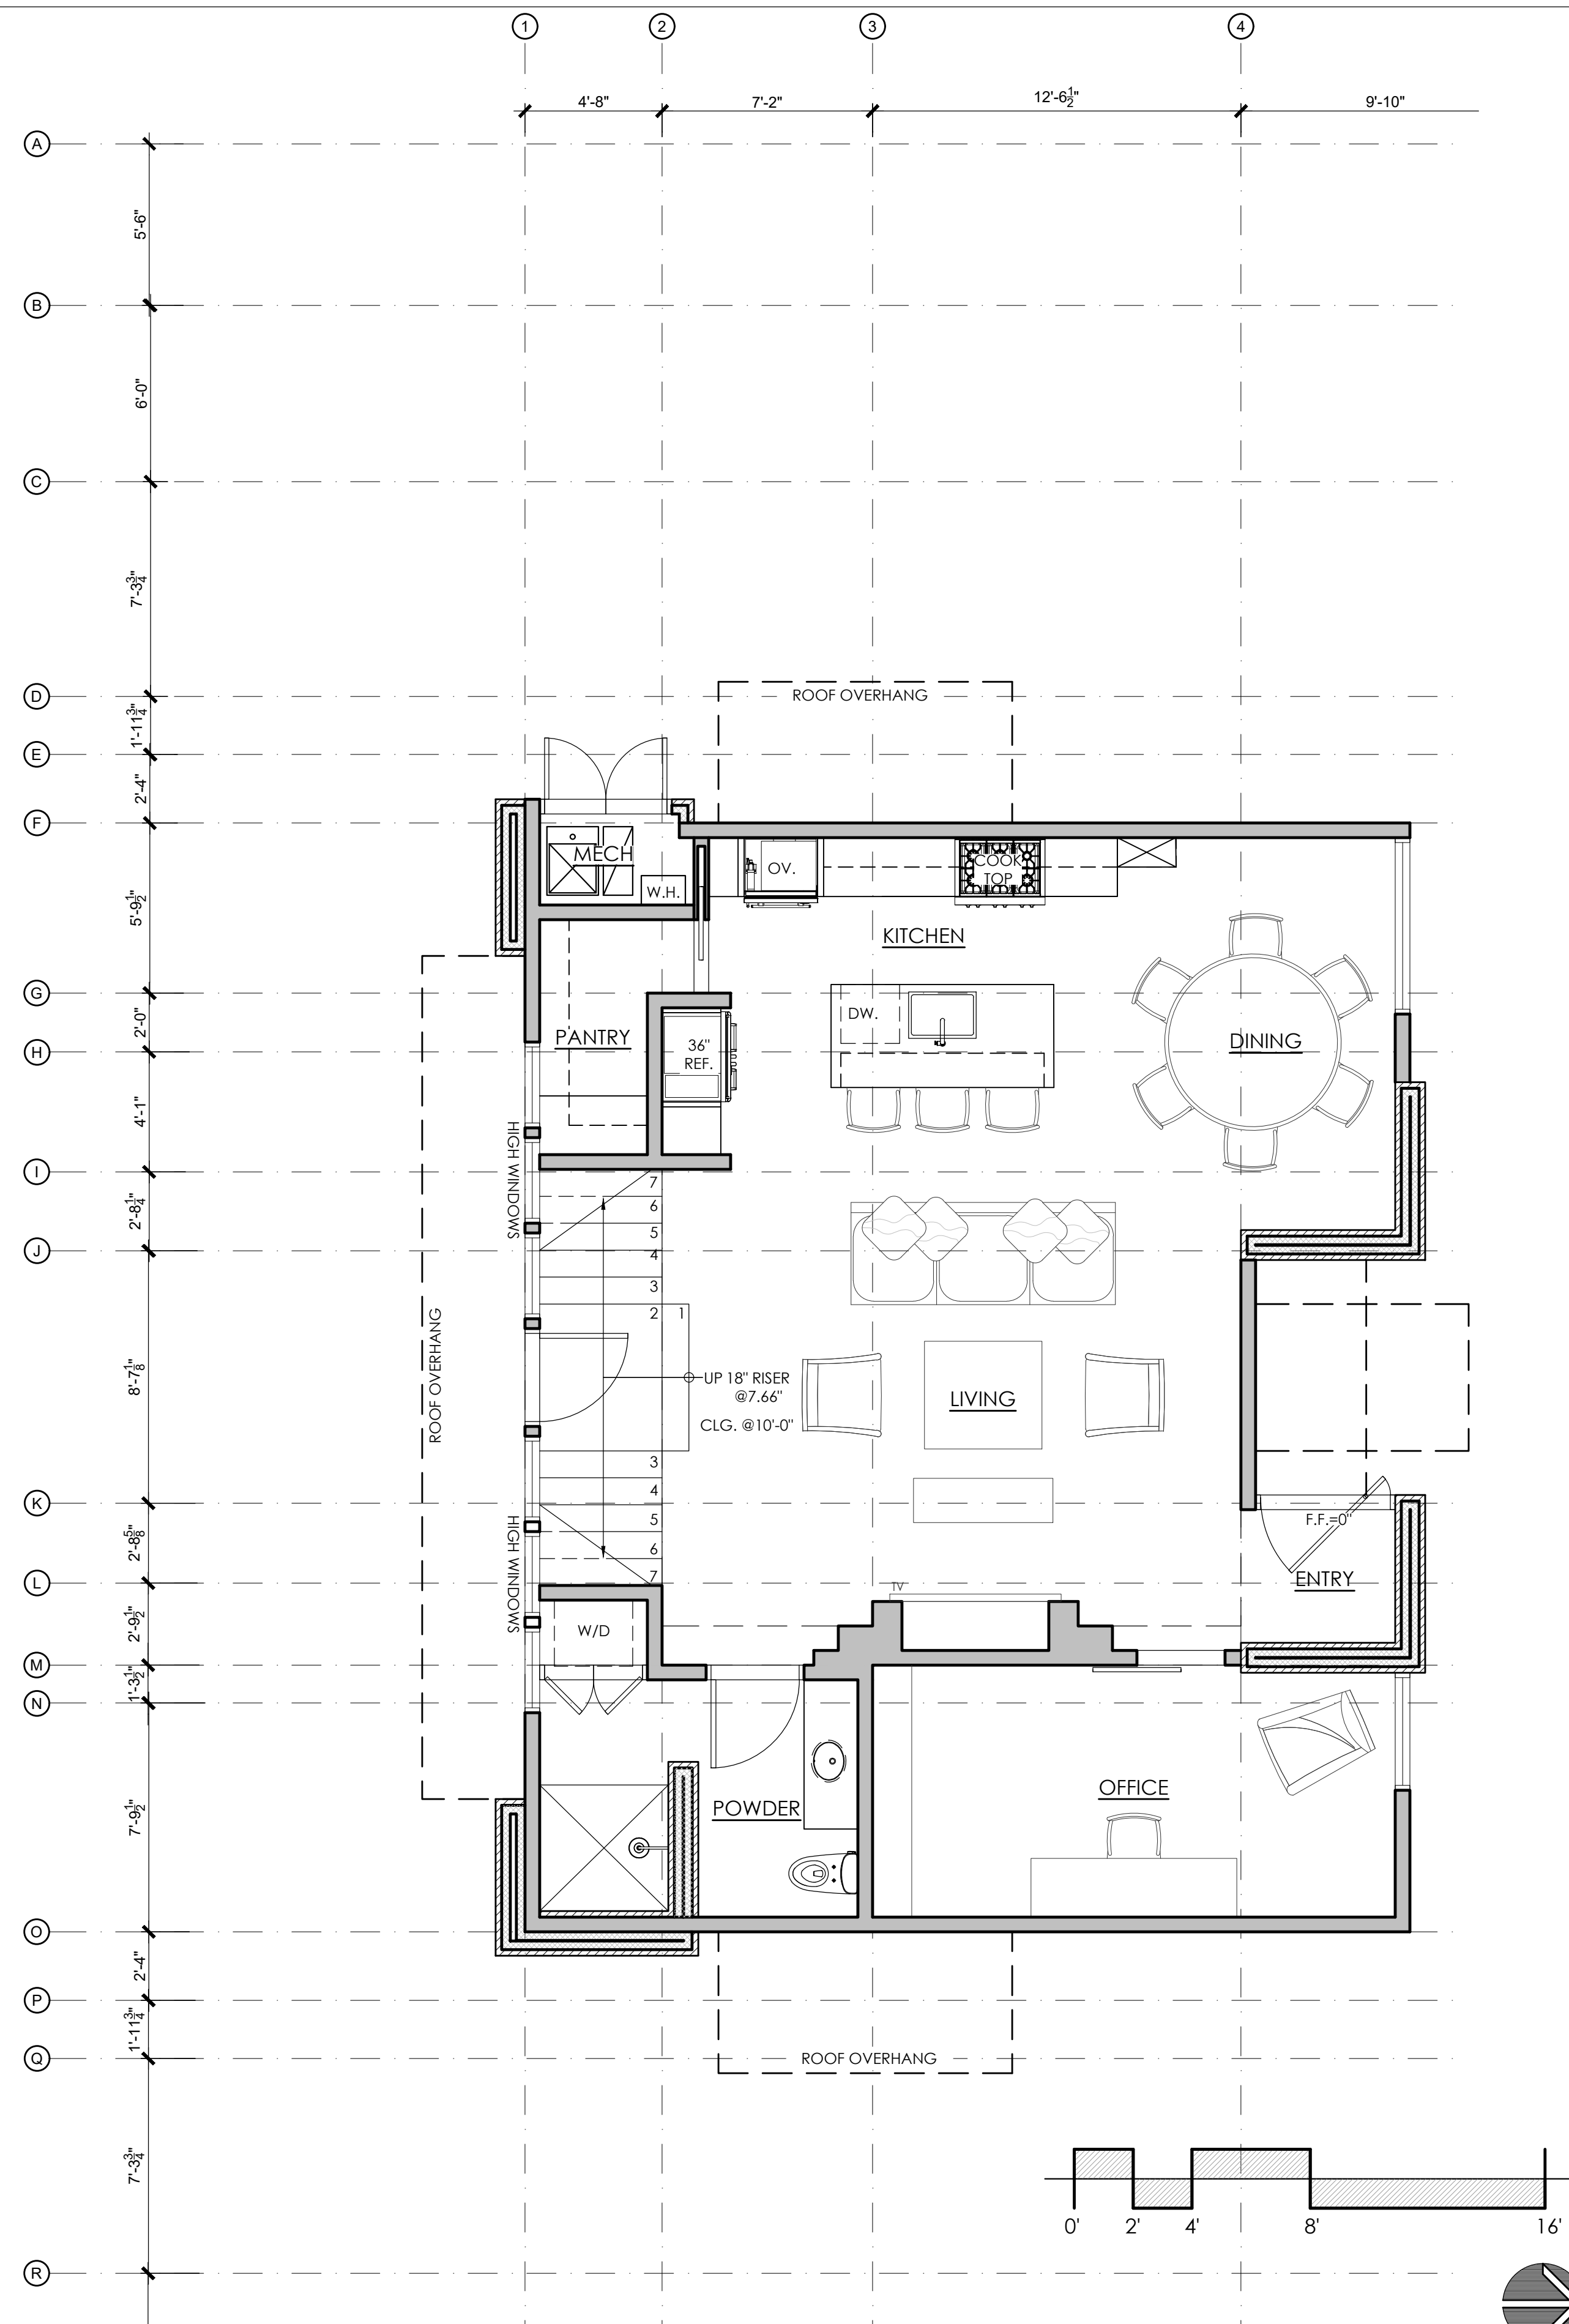 1 2 3 4
4'-8" 7'-2" 12'-6½" 9'-10"
A
5'-6"
B
6'-0"
C
7'-3¾"
D
ROOF OVERHANG
1'-11¾"
E
2'-4"
F
MECH
OV.
COOK
TOP
W.H.
5'-9½"
KITCHEN
G
DW.
2'-0"
PANTRY
36"
REF.
DINING
H
4'-1"
HIGH WINDOWS
I
7
6
5
4
3
2 1
2'-8¼"
J
ROOF OVERHANG
8'-7⅛"
UP 18" RISER
@7.66"
CLG. @10'-0"
LIVING
3
4
5
6
7
K
F.F.=0"
2'-8⅝"
HIGH WINDOWS
ENTRY
L
TV
2'-9½"
W/D
M
1'-3½"
N
7'-9½"
POWDER
OFFICE
O
2'-4"
P
1'-11¾"
Q
ROOF OVERHANG
7'-3¾"
0' 2' 4' 8' 16'
R